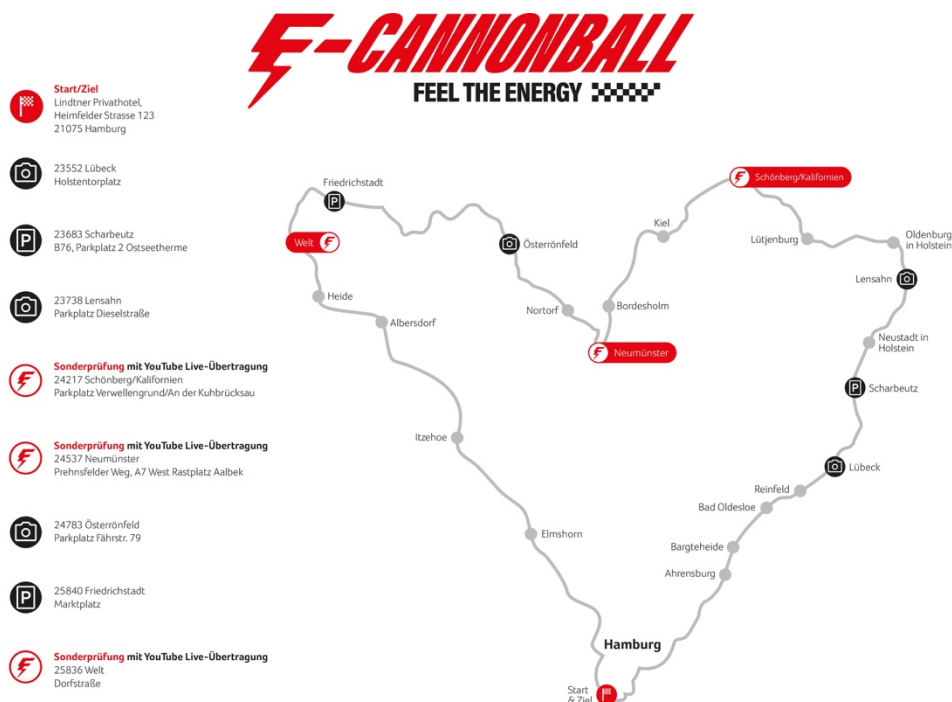 E-CANNONBALL
FEEL THE ENERGY
Start/Ziel
Lindtner Privathotel,
Heimfelder Strasse 123
21075 Hamburg
23552 Lübeck
Holstentorplatz
23683 Scharbeutz
B76, Parkplatz 2 Ostseetherme
23738 Lensahn
Parkplatz Dieselstraße
Sonderprüfung mit YouTube Live-Übertragung
24217 Schönberg/Kalifornien
Parkplatz Verwellengrund/An der Kuhbrücksau
Sonderprüfung mit YouTube Live-Übertragung
24537 Neumünster
Prehnsfelder Weg, A7 West Rastplatz Aalbek
24783 Österrönfeld
Parkplatz Fährstr. 79
25840 Friedrichstadt
Marktplatz
Sonderprüfung mit YouTube Live-Übertragung
25836 Welt
Dorfstraße
Friedrichstadt
P
Schönberg/Kalifornien
Kiel
Welt
Österrönfeld
Lütjenburg
Oldenburg
in Holstein
Lensahn
Heide
Nortorf
Bordesholm
Albersdorf
Neustadt in
Holstein
Neumünster
P
Scharbeutz
Itzehoe
Lübeck
Reinfeld
Bad Oldesloe
Elmshorn
Bargteheide
Ahrensburg
Hamburg
Start
& Ziel
P
P